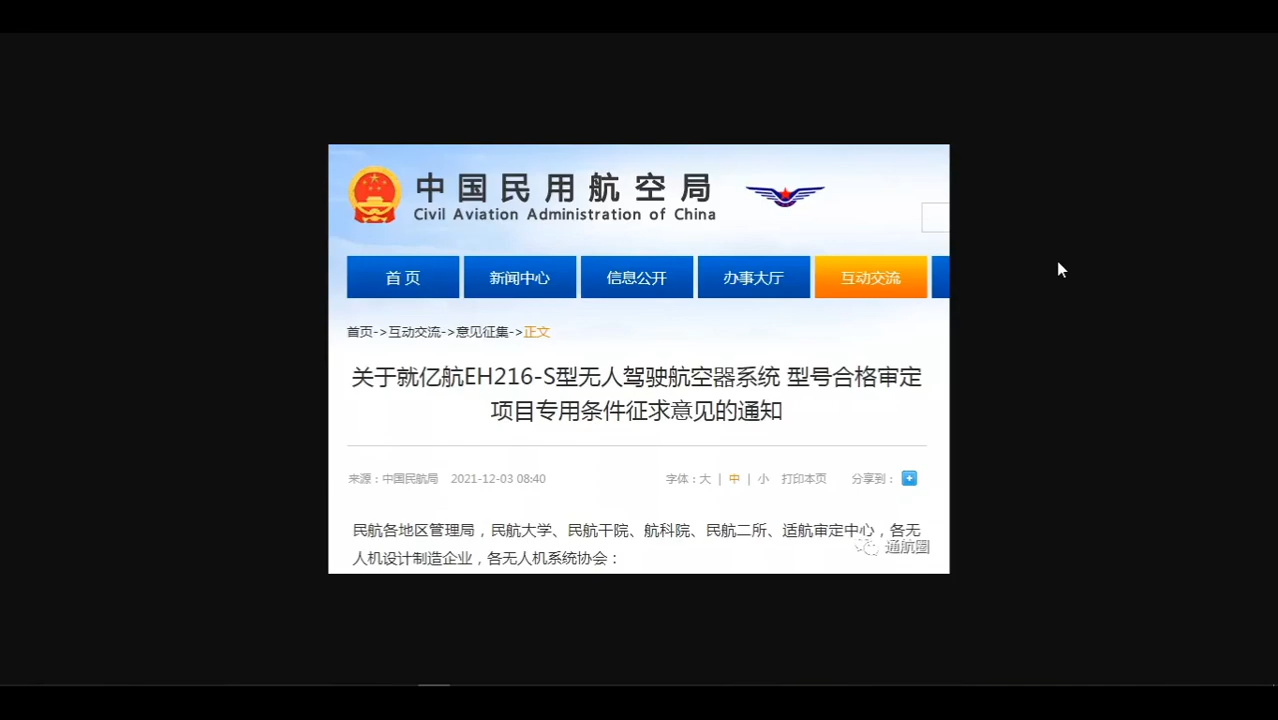 中国民用航空局
Civil Aviation Administration of China
首页 新闻中心 信息公开 办事大厅 互动交流
首页->互动交流->意见征集->正文
关于就亿航EH216-S型无人驾驶航空器系统 型号合格审定
项目专用条件征求意见的通知
来源：中国民航局 2021-12-03 08:40 字体：大 | 中 | 小 打印本页 分享到：
民航各地区管理局，民航大学、民航干院、航科院、民航二所、适航审定中心，各无
人机设计制造企业，各无人机系统协会：
通航圈